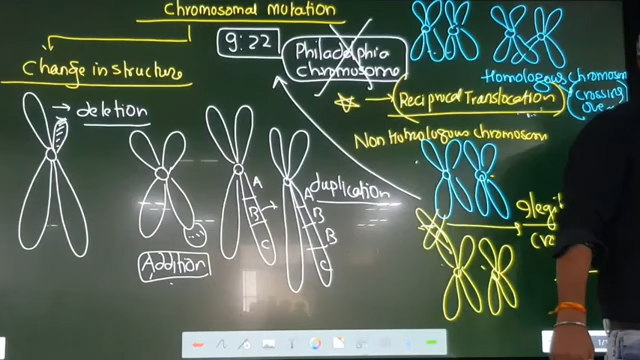 Chromosomal mutation
9:22
Philadelphia
chromosome
Change in structure
→ deletion
Homologous chromosom
crossing
over
Reciprocal Translocation
Non Homologous chromosom
A
B
C
A
B
B
C
duplication
Addition